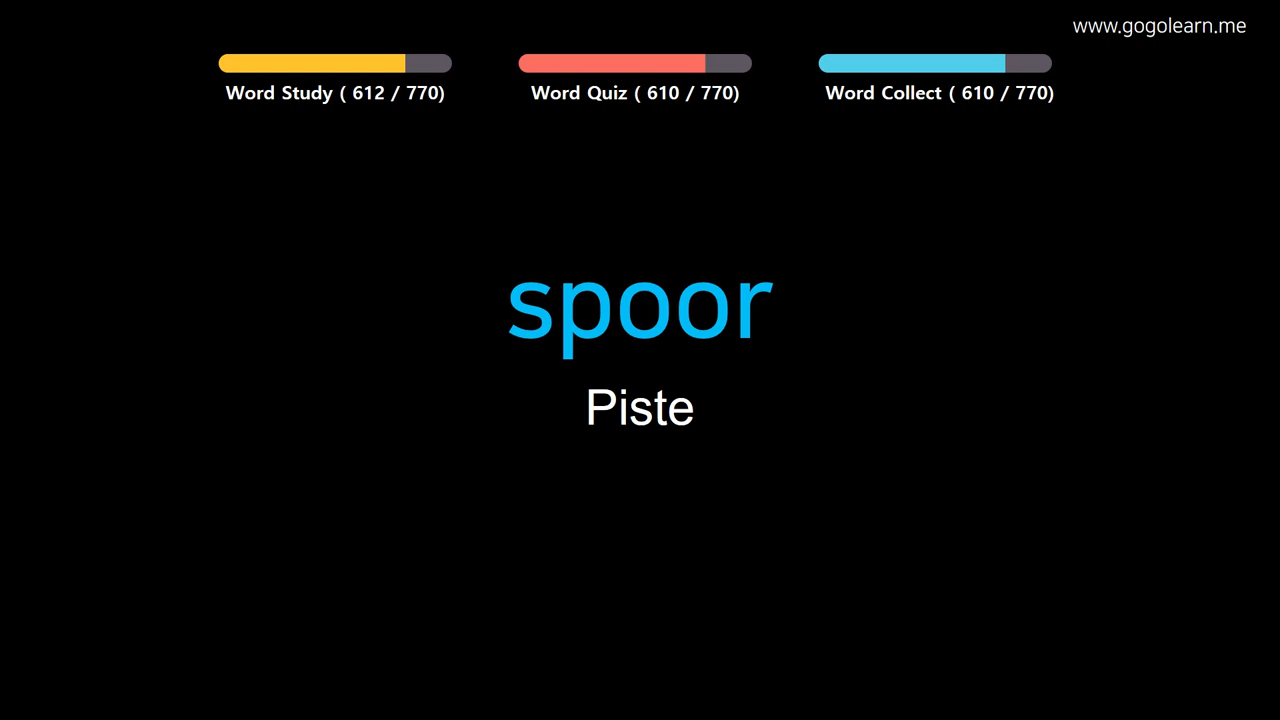 www.gogolearn.me
Word Study ( 612 / 770)
Word Quiz ( 610 / 770)
Word Collect ( 610 / 770)
spoor
Piste